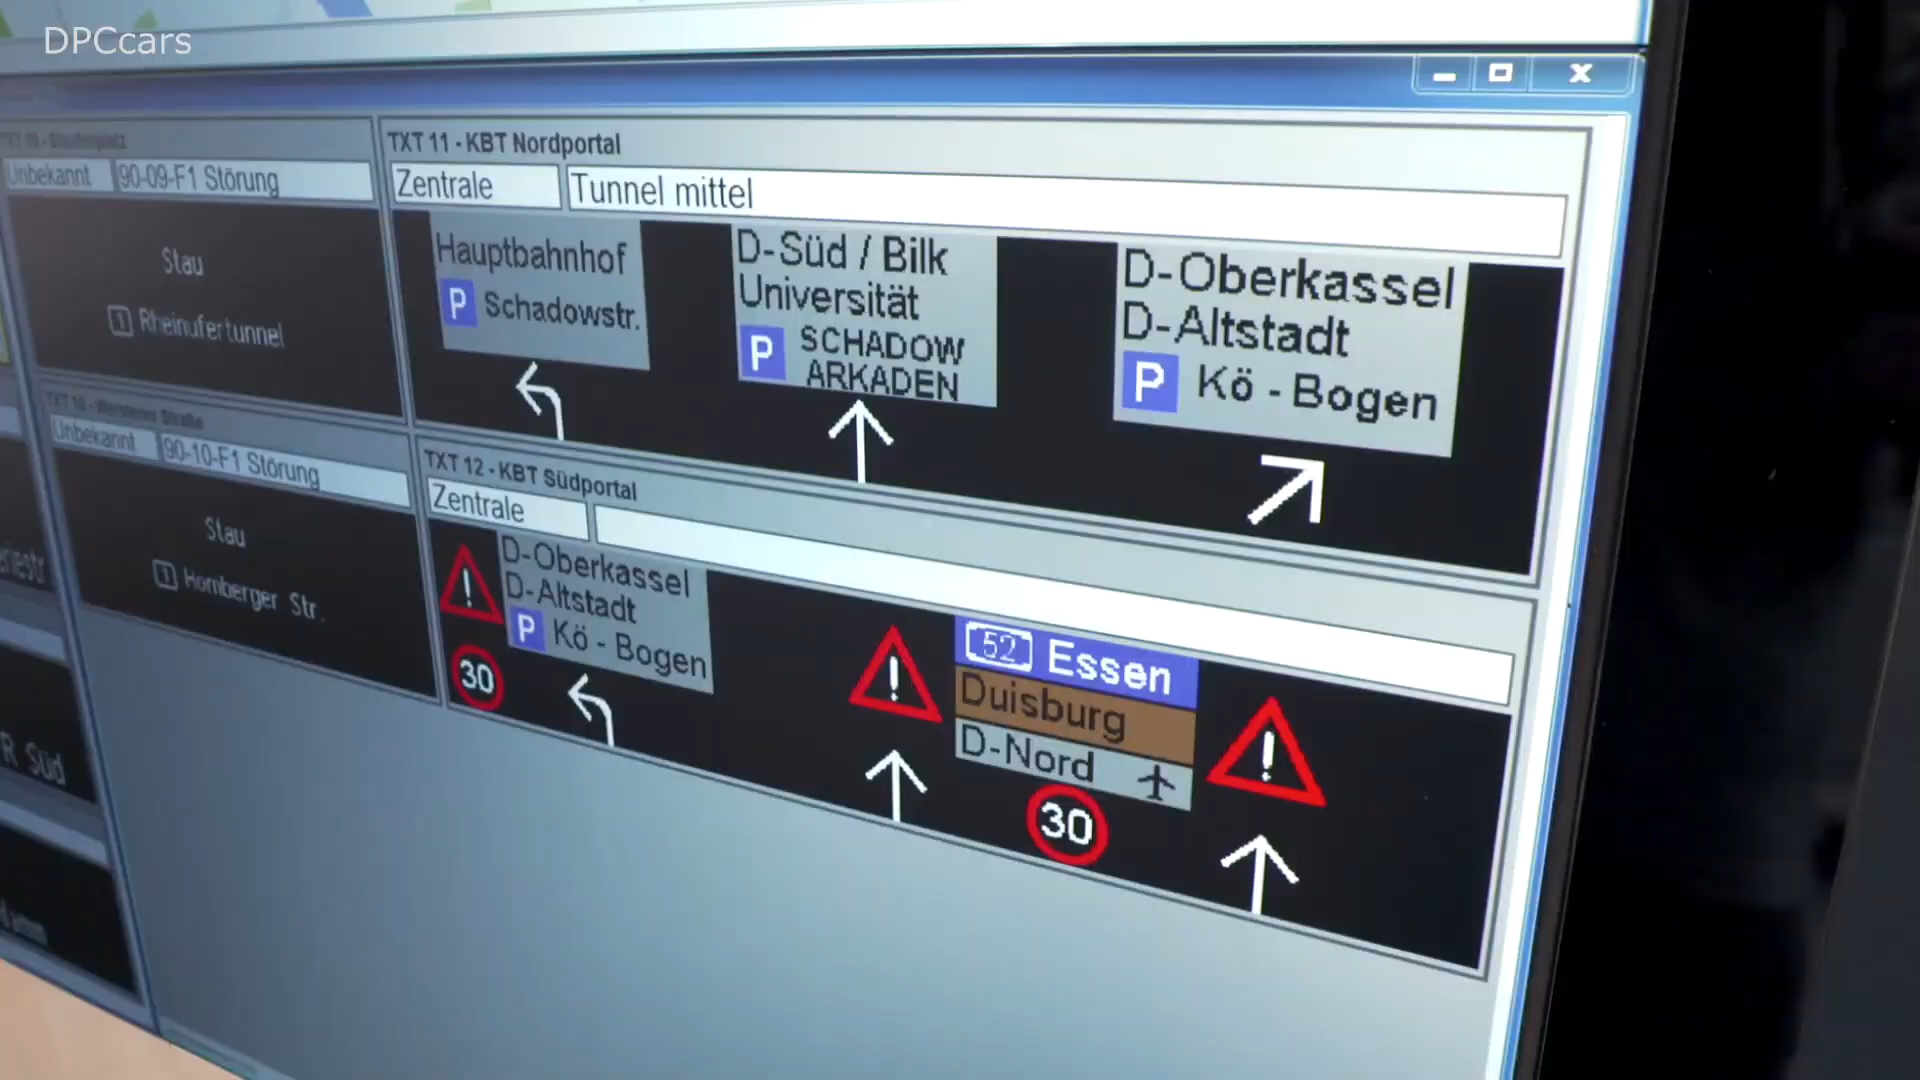 DPCcars
Unbekannt 90-09-F1 Störung
Stau
1 Rheinufertunnel
Unbekannt 90-10-F1 Störung
Stau
1 Homberger Str.
R Süd
TXT 11 - KBT Nordportal
Zentrale Tunnel mittel
Hauptbahnhof
P Schadowstr.
D-Süd / Bilk
Universität
P SCHADOW
ARKADEN
D-Oberkassel
D-Altstadt
P Kö - Bogen
TXT 12 - KBT Südportal
Zentrale
D-Oberkassel
D-Altstadt
P Kö - Bogen
30
52 Essen
Duisburg
D-Nord
30